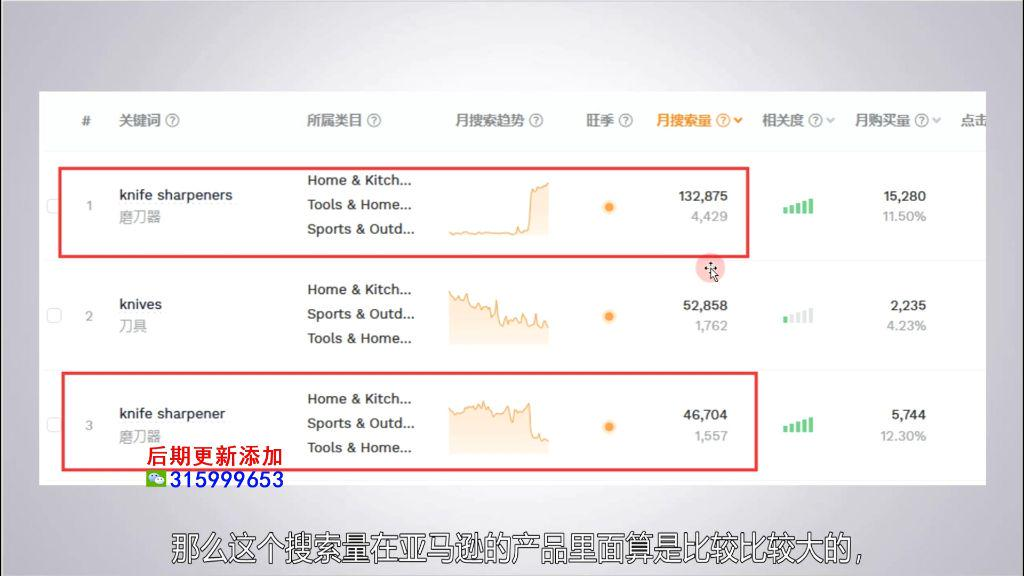 # 关键词 所属类目 月搜索趋势 旺季 月搜索量 相关度 月购买量 点击
Home & Kitch...
1 knife sharpeners Tools & Home... 132,875 15,280
磨刀器 Sports & Outd... 4,429 11.50%
Home & Kitch...
2 knives Sports & Outd... 52,858 2,235
刀具 Tools & Home... 1,762 4.23%
Home & Kitch...
3 knife sharpener Sports & Outd... 46,704 5,744
磨刀器 Tools & Home... 1,557 12.30%
后期更新添加
315999653
那么这个搜索量在亚马逊的产品里面算是比较比较大的，